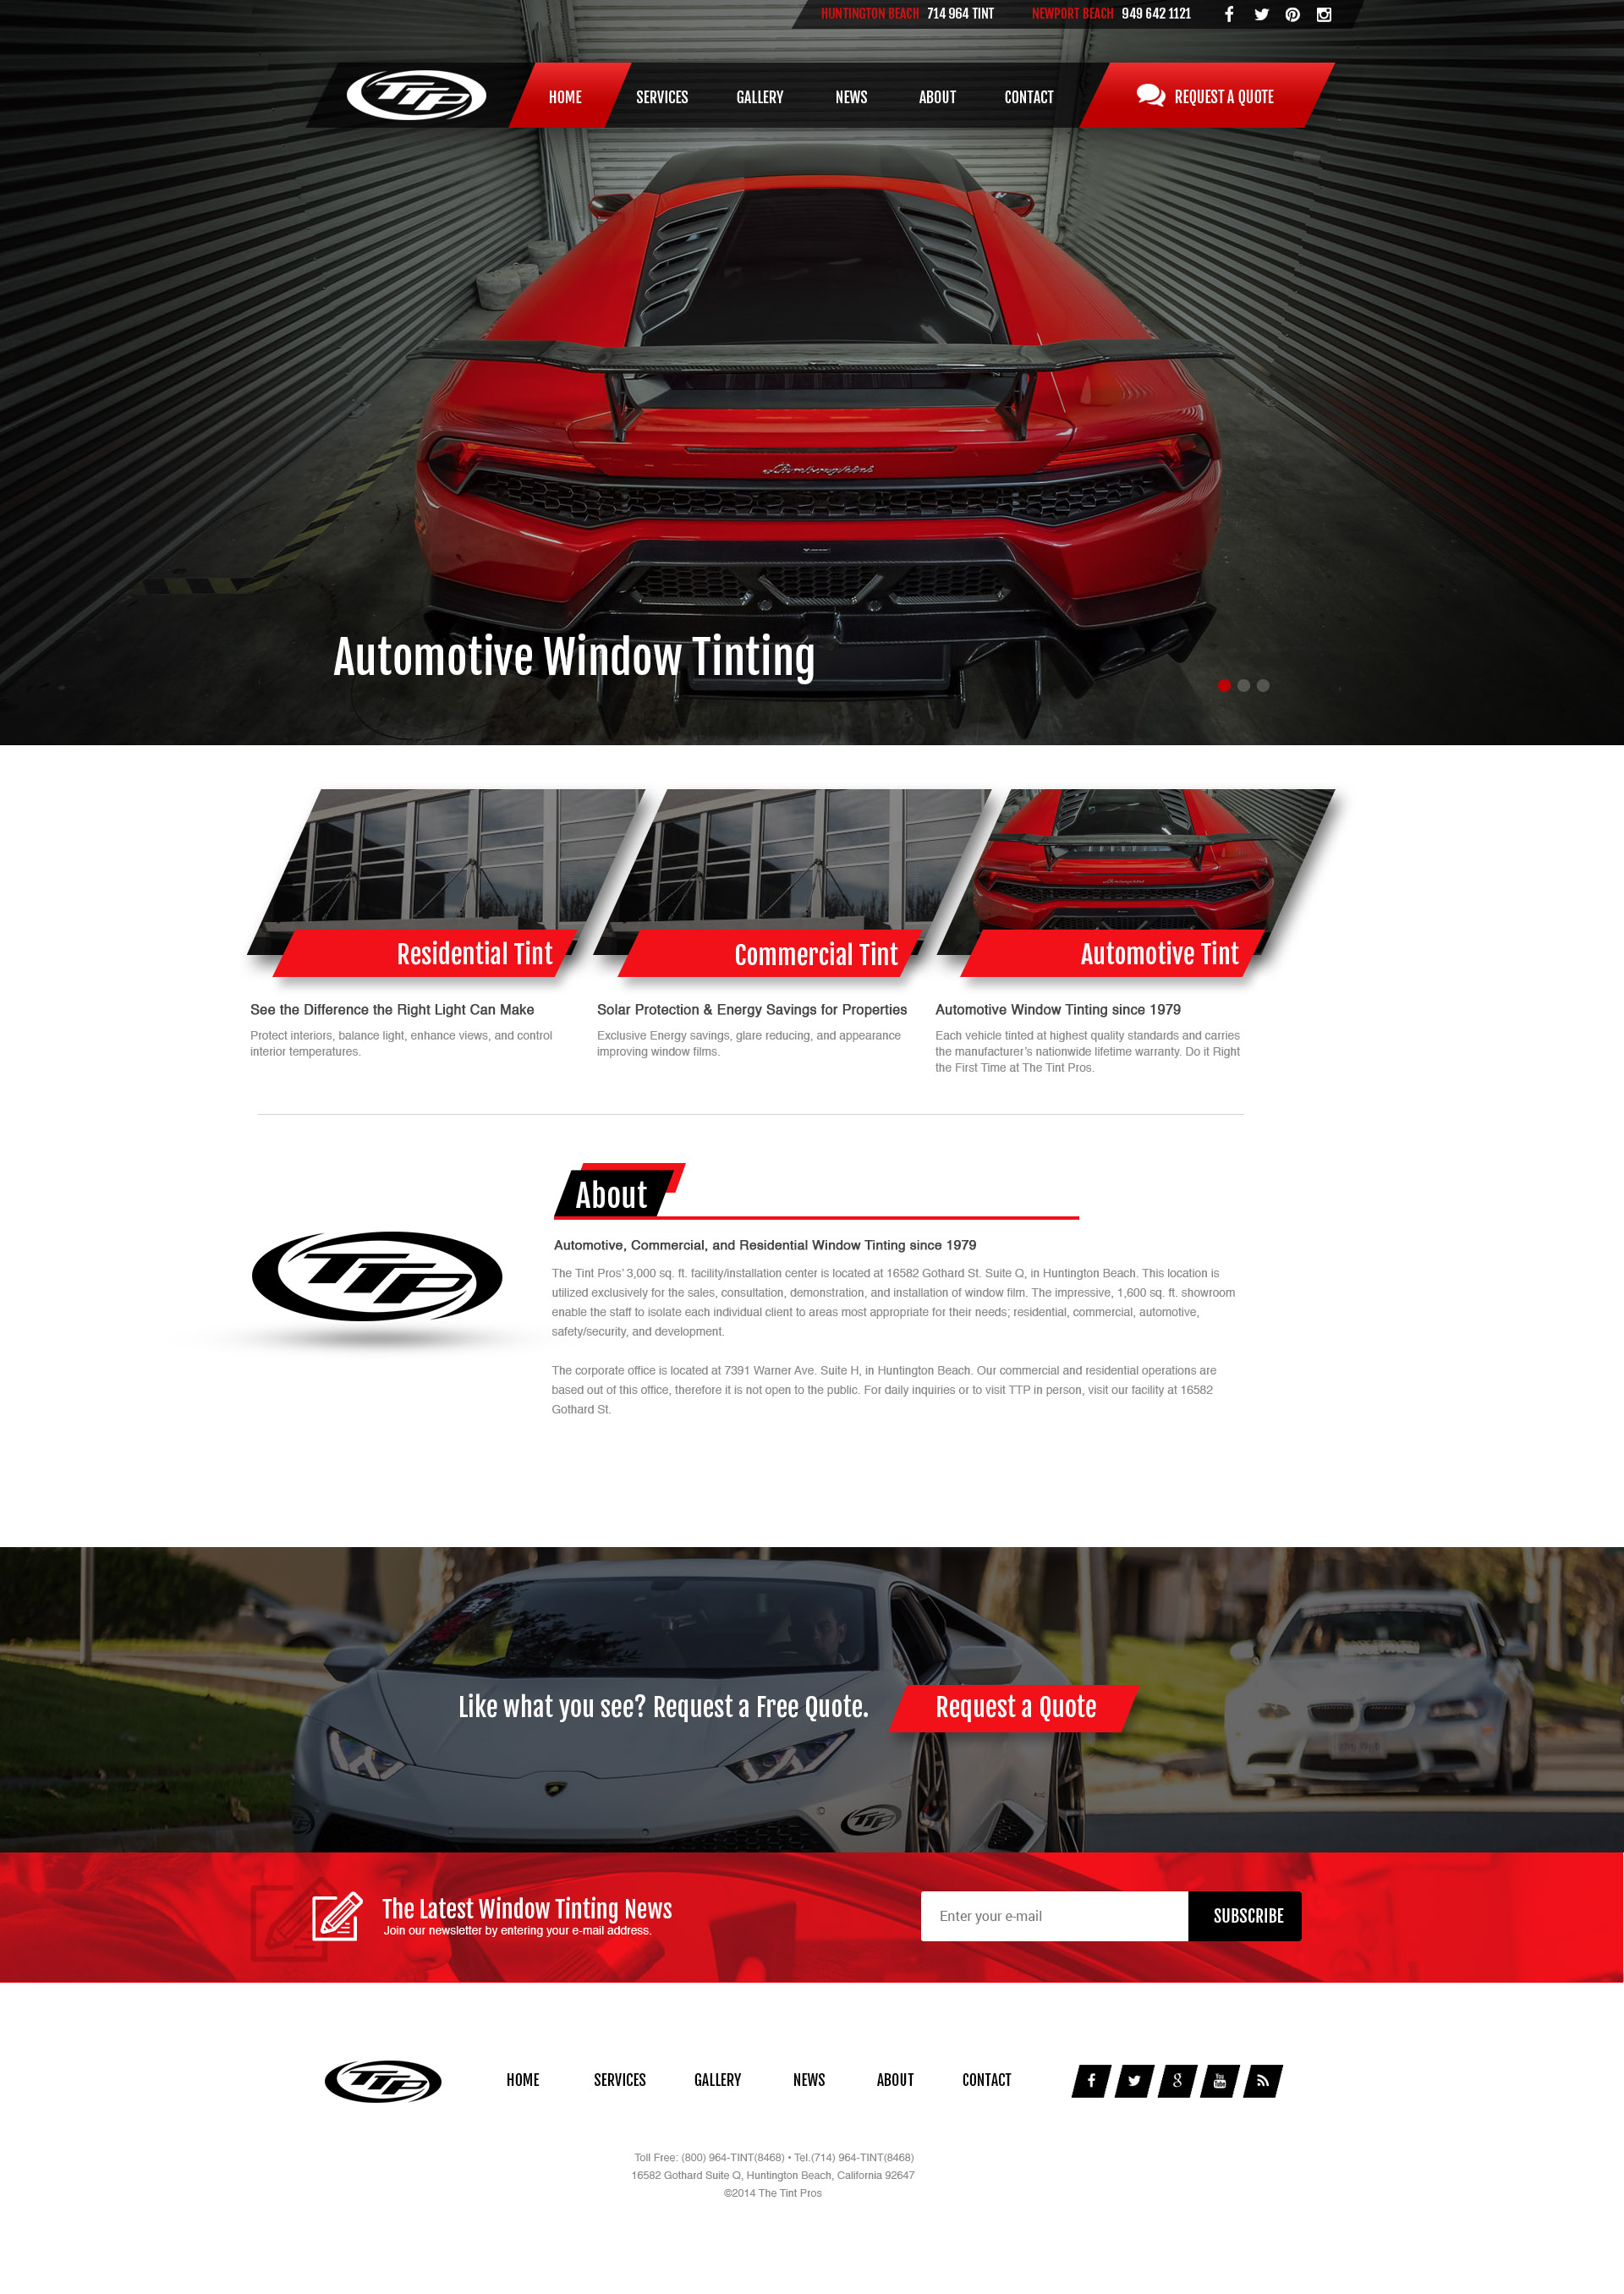 HUNTINGTON BEACH 714 964 TINT NEWPORT BEACH 949 642 1121
TTP
HOME SERVICES GALLERY NEWS ABOUT CONTACT REQUEST A QUOTE
Lamborghini
Automotive Window Tinting
Residential Tint
Commercial Tint
Automotive Tint
See the Difference the Right Light Can Make
Protect interiors, balance light, enhance views, and control
interior temperatures.
Solar Protection & Energy Savings for Properties
Exclusive Energy savings, glare reducing, and appearance
improving window films.
Automotive Window Tinting since 1979
Each vehicle tinted at highest quality standards and carries
the manufacturer's nationwide lifetime warranty. Do it Right
the First Time at The Tint Pros.
About
TTP
Automotive, Commercial, and Residential Window Tinting since 1979
The Tint Pros' 3,000 sq. ft. facility/installation center is located at 16582 Gothard St. Suite Q, in Huntington Beach. This location is
utilized exclusively for the sales, consultation, demonstration, and installation of window film. The impressive, 1,600 sq. ft. showroom
enable the staff to isolate each individual client to areas most appropriate for their needs; residential, commercial, automotive,
safety/security, and development.
The corporate office is located at 7391 Warner Ave. Suite H, in Huntington Beach. Our commercial and residential operations are
based out of this office, therefore it is not open to the public. For daily inquiries or to visit TTP in person, visit our facility at 16582
Gothard St.
Like what you see? Request a Free Quote.
Request a Quote
TTP
The Latest Window Tinting News
Join our newsletter by entering your e-mail address.
Enter your e-mail
SUBSCRIBE
TTP
HOME SERVICES GALLERY NEWS ABOUT CONTACT
You Tube
Toll Free: (800) 964-TINT(8468) • Tel.(714) 964-TINT(8468)
16582 Gothard Suite Q, Huntington Beach, California 92647
©2014 The Tint Pros